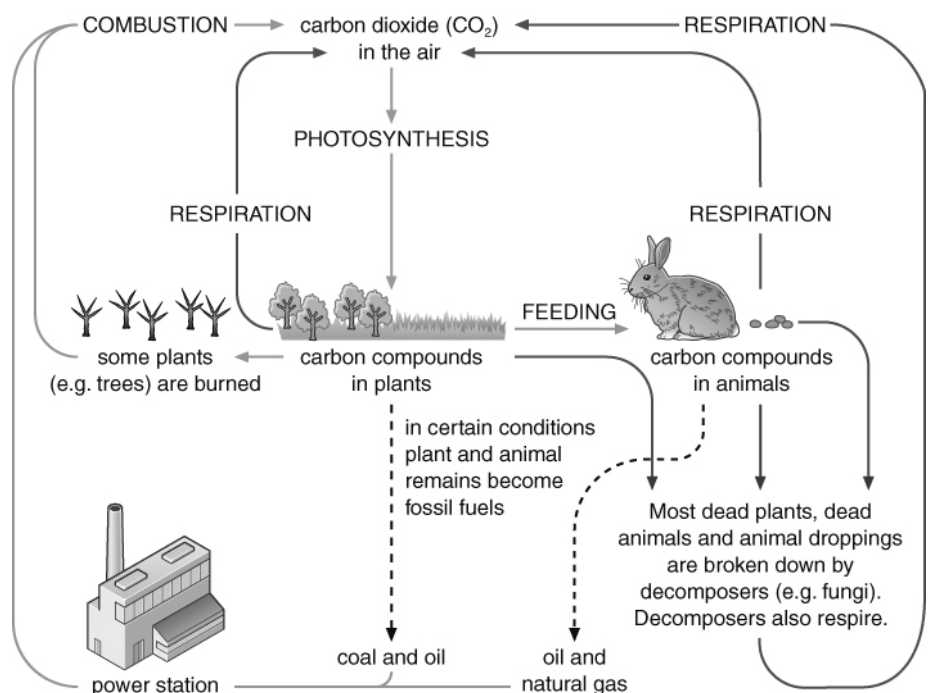 COMBUSTION
carbon dioxide (CO₂)
in the air
RESPIRATION
PHOTOSYNTHESIS
RESPIRATION
RESPIRATION
FEEDING
some plants
(e.g. trees) are burned
carbon compounds
in plants
carbon compounds
in animals
in certain conditions
plant and animal
remains become
fossil fuels
Most dead plants, dead
animals and animal droppings
are broken down by
decomposers (e.g. fungi).
Decomposers also respire.
power station
coal and oil
oil and
natural gas